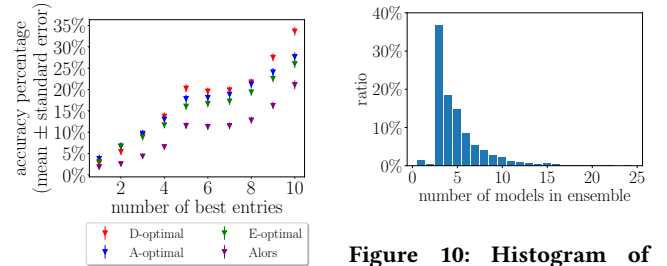 accuracy percentage
(mean ± standard error)
35%
30%
25%
20%
15%
10%
5%
0%
2
4
6
8
10
number of best entries
D-optimal
E-optimal
A-optimal
Alors
ratio
40%
30%
20%
10%
0%
0
5
10
15
20
25
number of models in ensemble
Figure 10: Histogram of